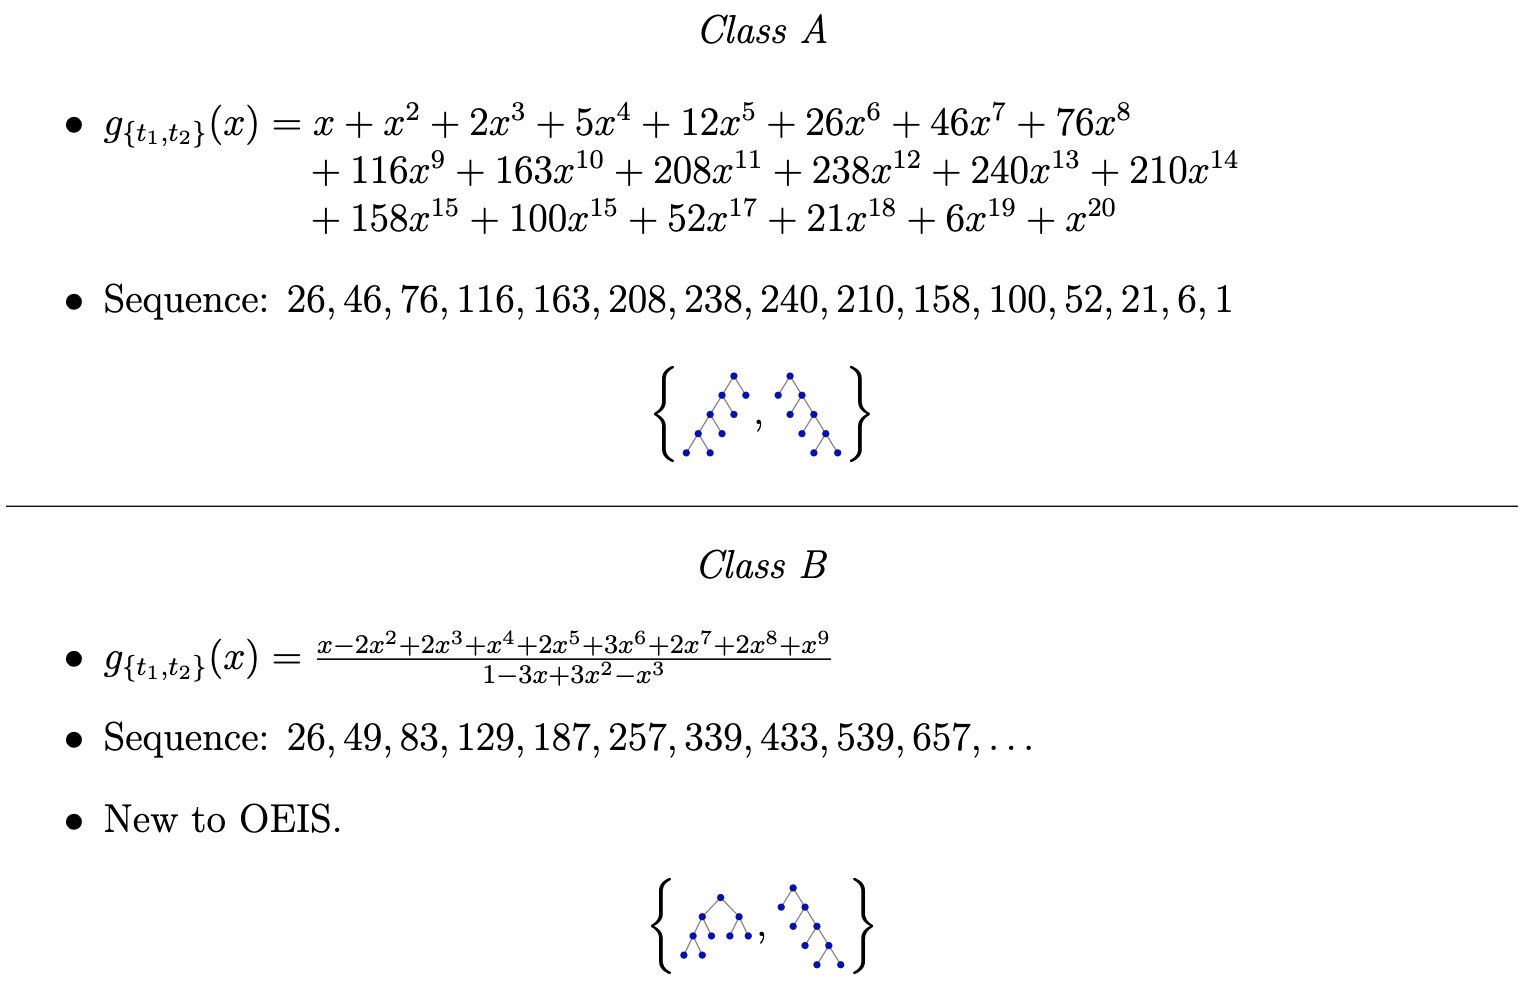 Class A
• g_{\{t_1,t_2\}}(x) = x + x^2 + 2x^3 + 5x^4 + 12x^5 + 26x^6 + 46x^7 + 76x^8
+ 116x^9 + 163x^{10} + 208x^{11} + 238x^{12} + 240x^{13} + 210x^{14}
+ 158x^{15} + 100x^{15} + 52x^{17} + 21x^{18} + 6x^{19} + x^{20}
• Sequence: 26, 46, 76, 116, 163, 208, 238, 240, 210, 158, 100, 52, 21, 6, 1
{ , }
Class B
• g_{\{t_1,t_2\}}(x) = \frac{x-2x^2+2x^3+x^4+2x^5+3x^6+2x^7+2x^8+x^9}{1-3x+3x^2-x^3}
• Sequence: 26, 49, 83, 129, 187, 257, 339, 433, 539, 657, . . .
• New to OEIS.
{ , }